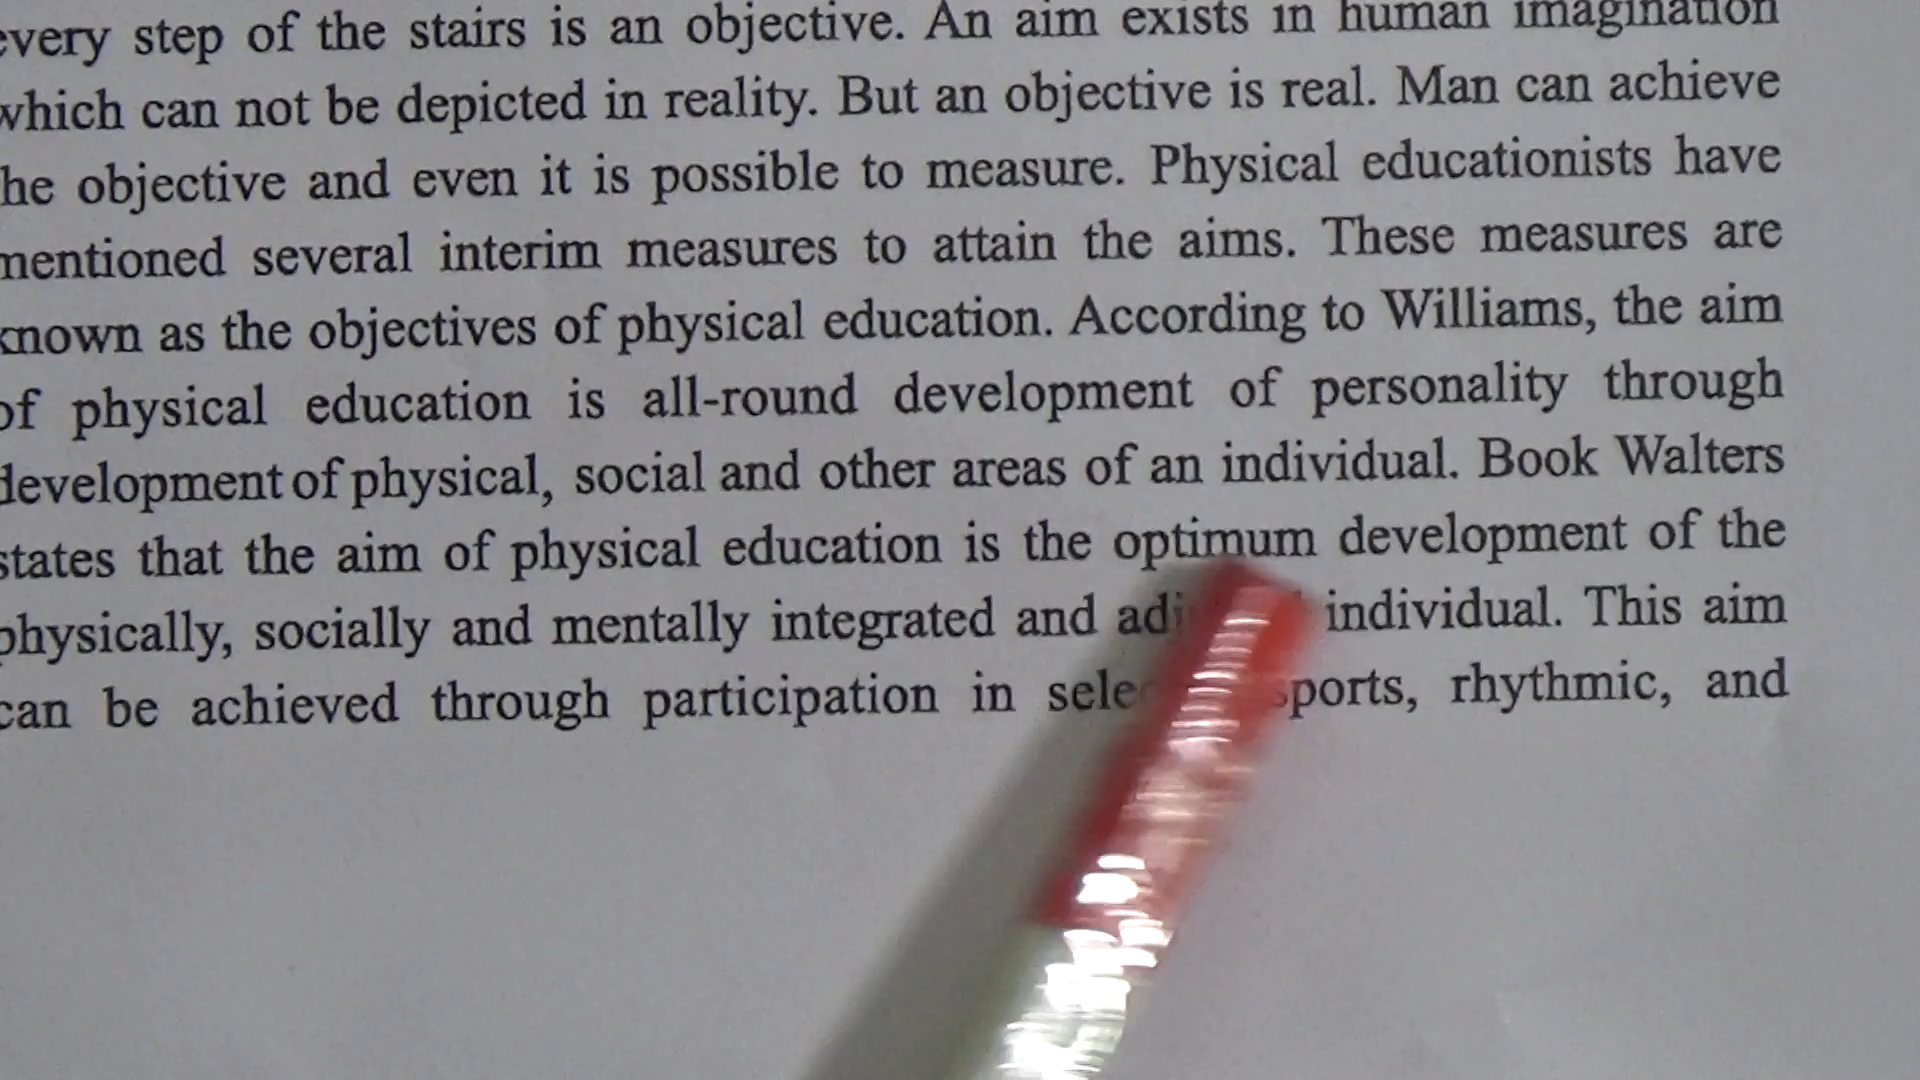 every step of the stairs is an objective. An aim exists in human imagination
which can not be depicted in reality. But an objective is real. Man can achieve
the objective and even it is possible to measure. Physical educationists have
mentioned several interim measures to attain the aims. These measures are
known as the objectives of physical education. According to Williams, the aim
of physical education is all-round development of personality through
development of physical, social and other areas of an individual. Book Walters
states that the aim of physical education is the optimum development of the
physically, socially and mentally integrated and individual. This aim
can be achieved through participation in sports, rhythmic, and